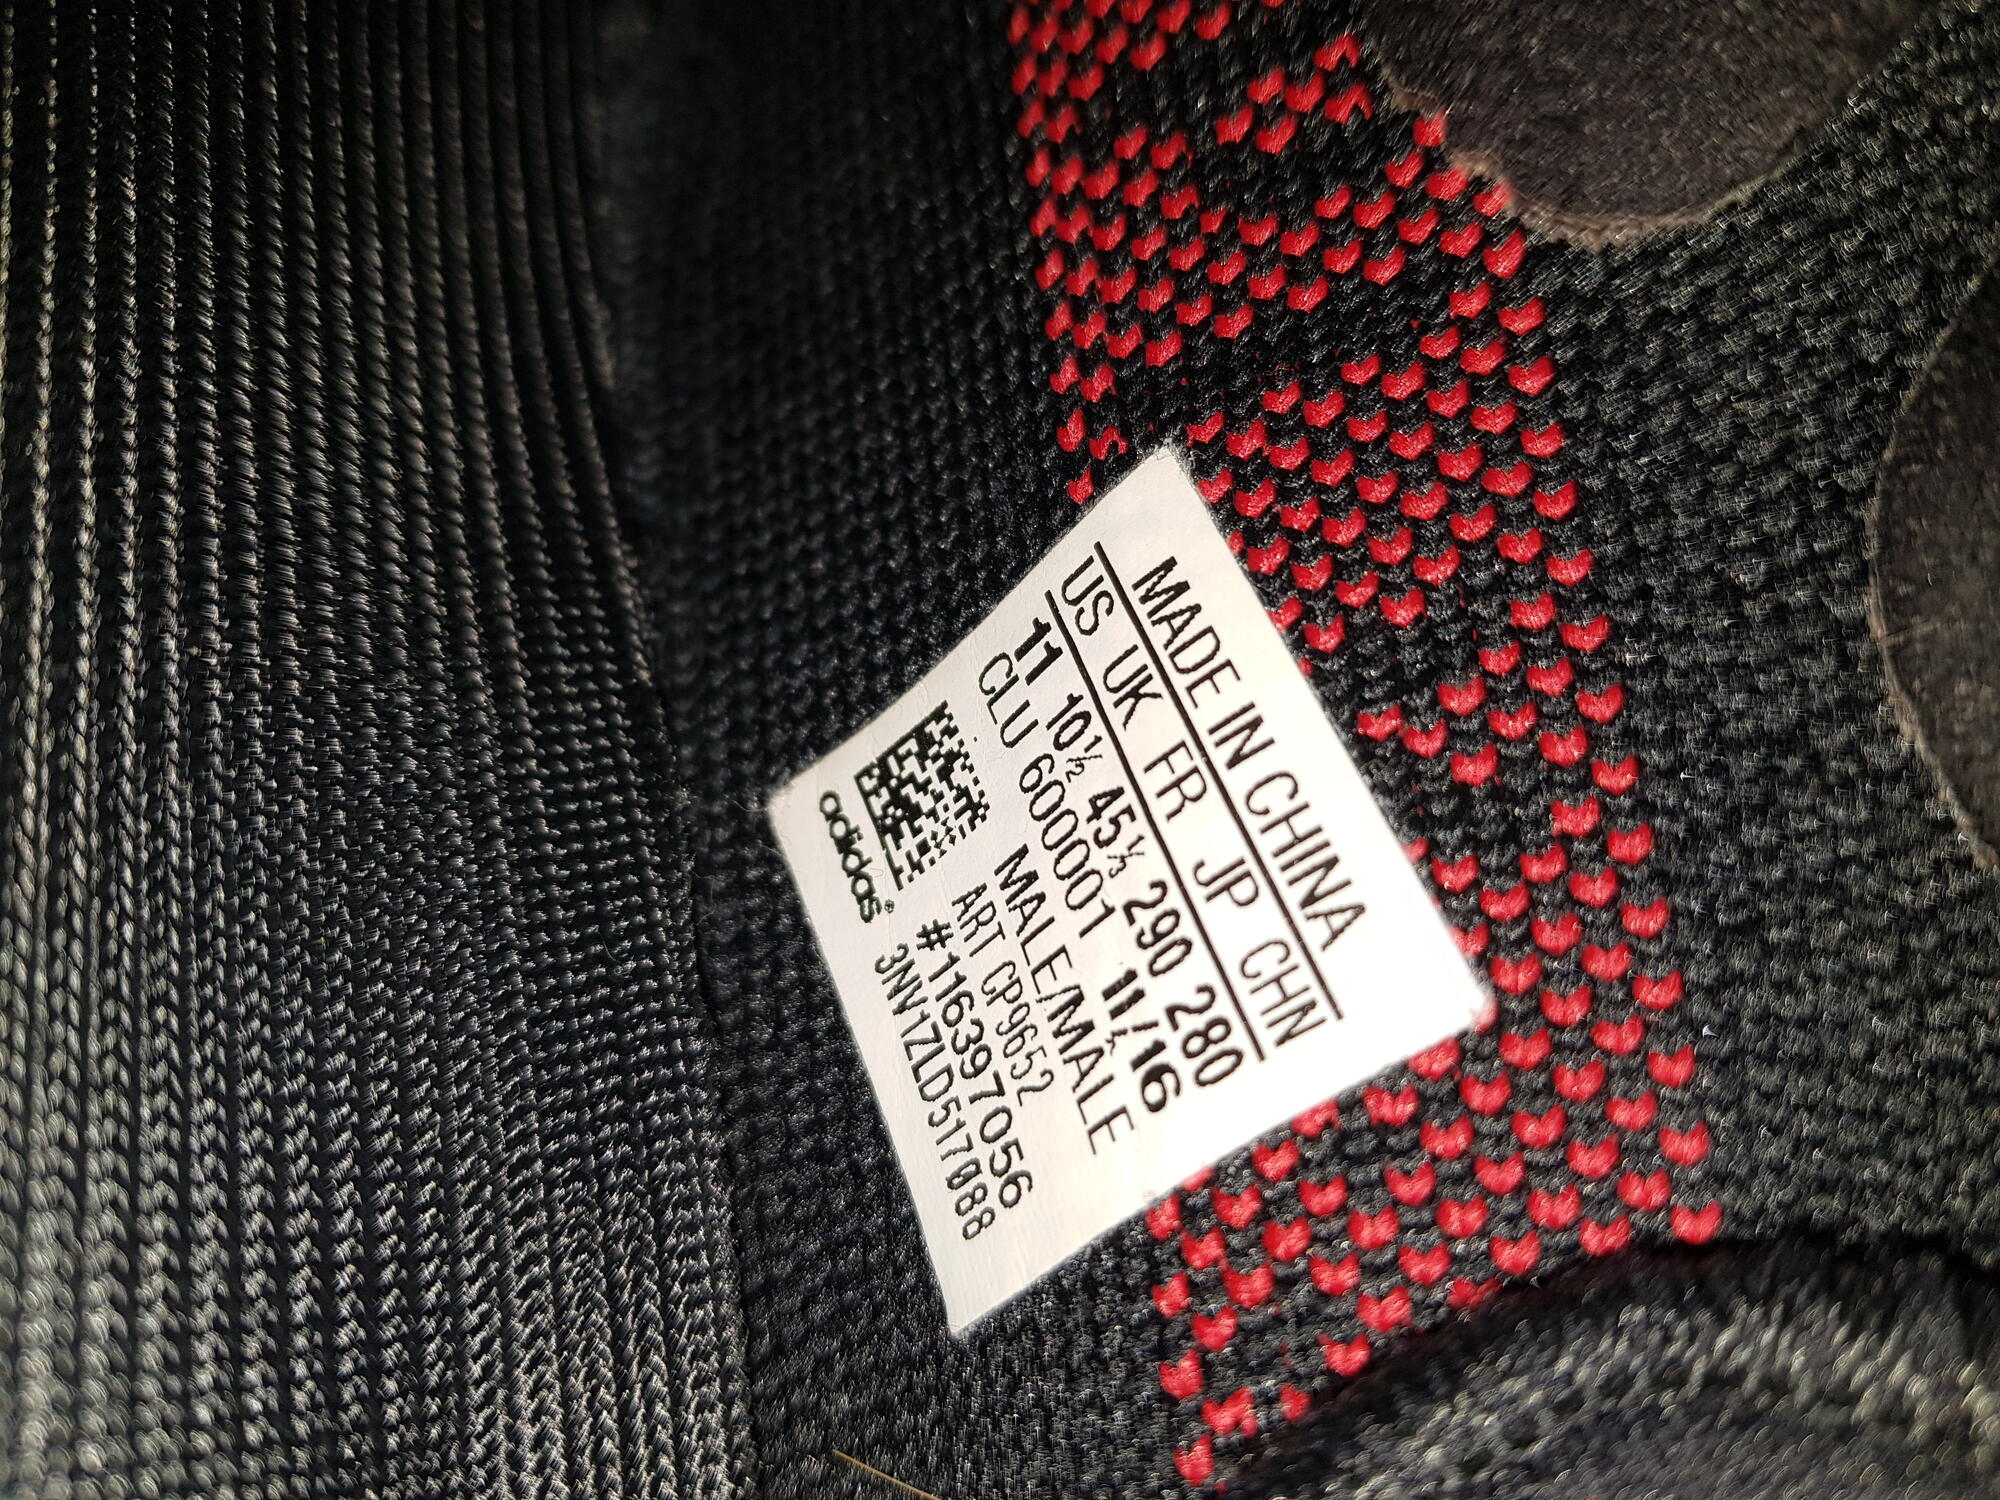 MADE IN CHINA
US UK FR JP CHN
11 10½ 45⅓ 290 280
CLU 600001 11/16
MALE/MALE
ART CP9652
#116397056
adidas® 3NV1ZLD517088